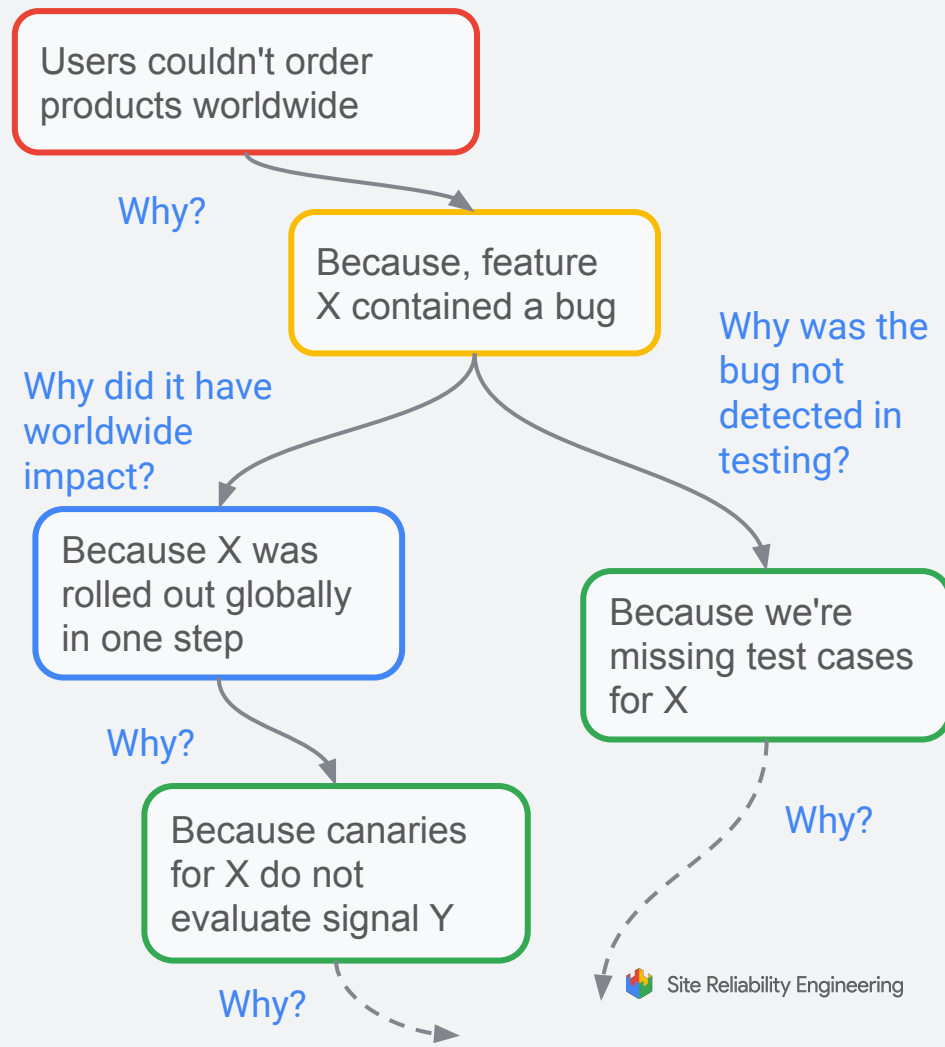 Users couldn't order
products worldwide
Why?
Because, feature
X contained a bug
Why did it have
worldwide
impact?
Why was the
bug not
detected in
testing?
Because X was
rolled out globally
in one step
Because we're
missing test cases
for X
Why?
Why?
Because canaries
for X do not
evaluate signal Y
Why?
Site Reliability Engineering